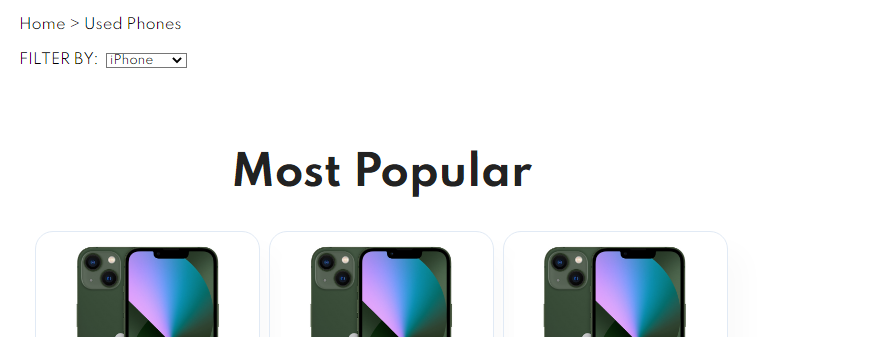 Home > Used Phones
FILTER BY: iPhone
Most Popular